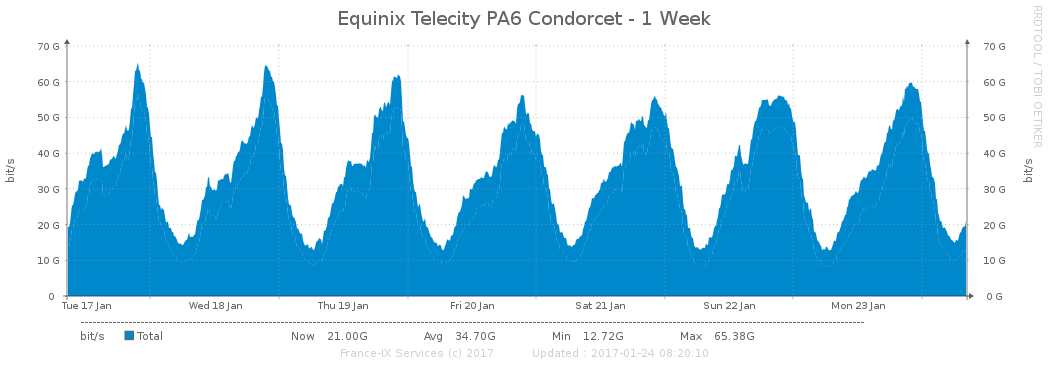 Equinix Telecity PA6 Condorcet - 1 Week
RRDTOOL / TOBI OETIKER
70 G 70 G
60 G 60 G
50 G 50 G
40 G 40 G
30 G 30 G
20 G 20 G
10 G 10 G
0 0 G
bit/s
bit/s
Tue 17 Jan Wed 18 Jan Thu 19 Jan Fri 20 Jan Sat 21 Jan Sun 22 Jan Mon 23 Jan
bit/s Total Now 21.00G Avg 34.70G Min 12.72G Max 65.38G
France-IX Services (c) 2017 Updated : 2017-01-24 08:20:10